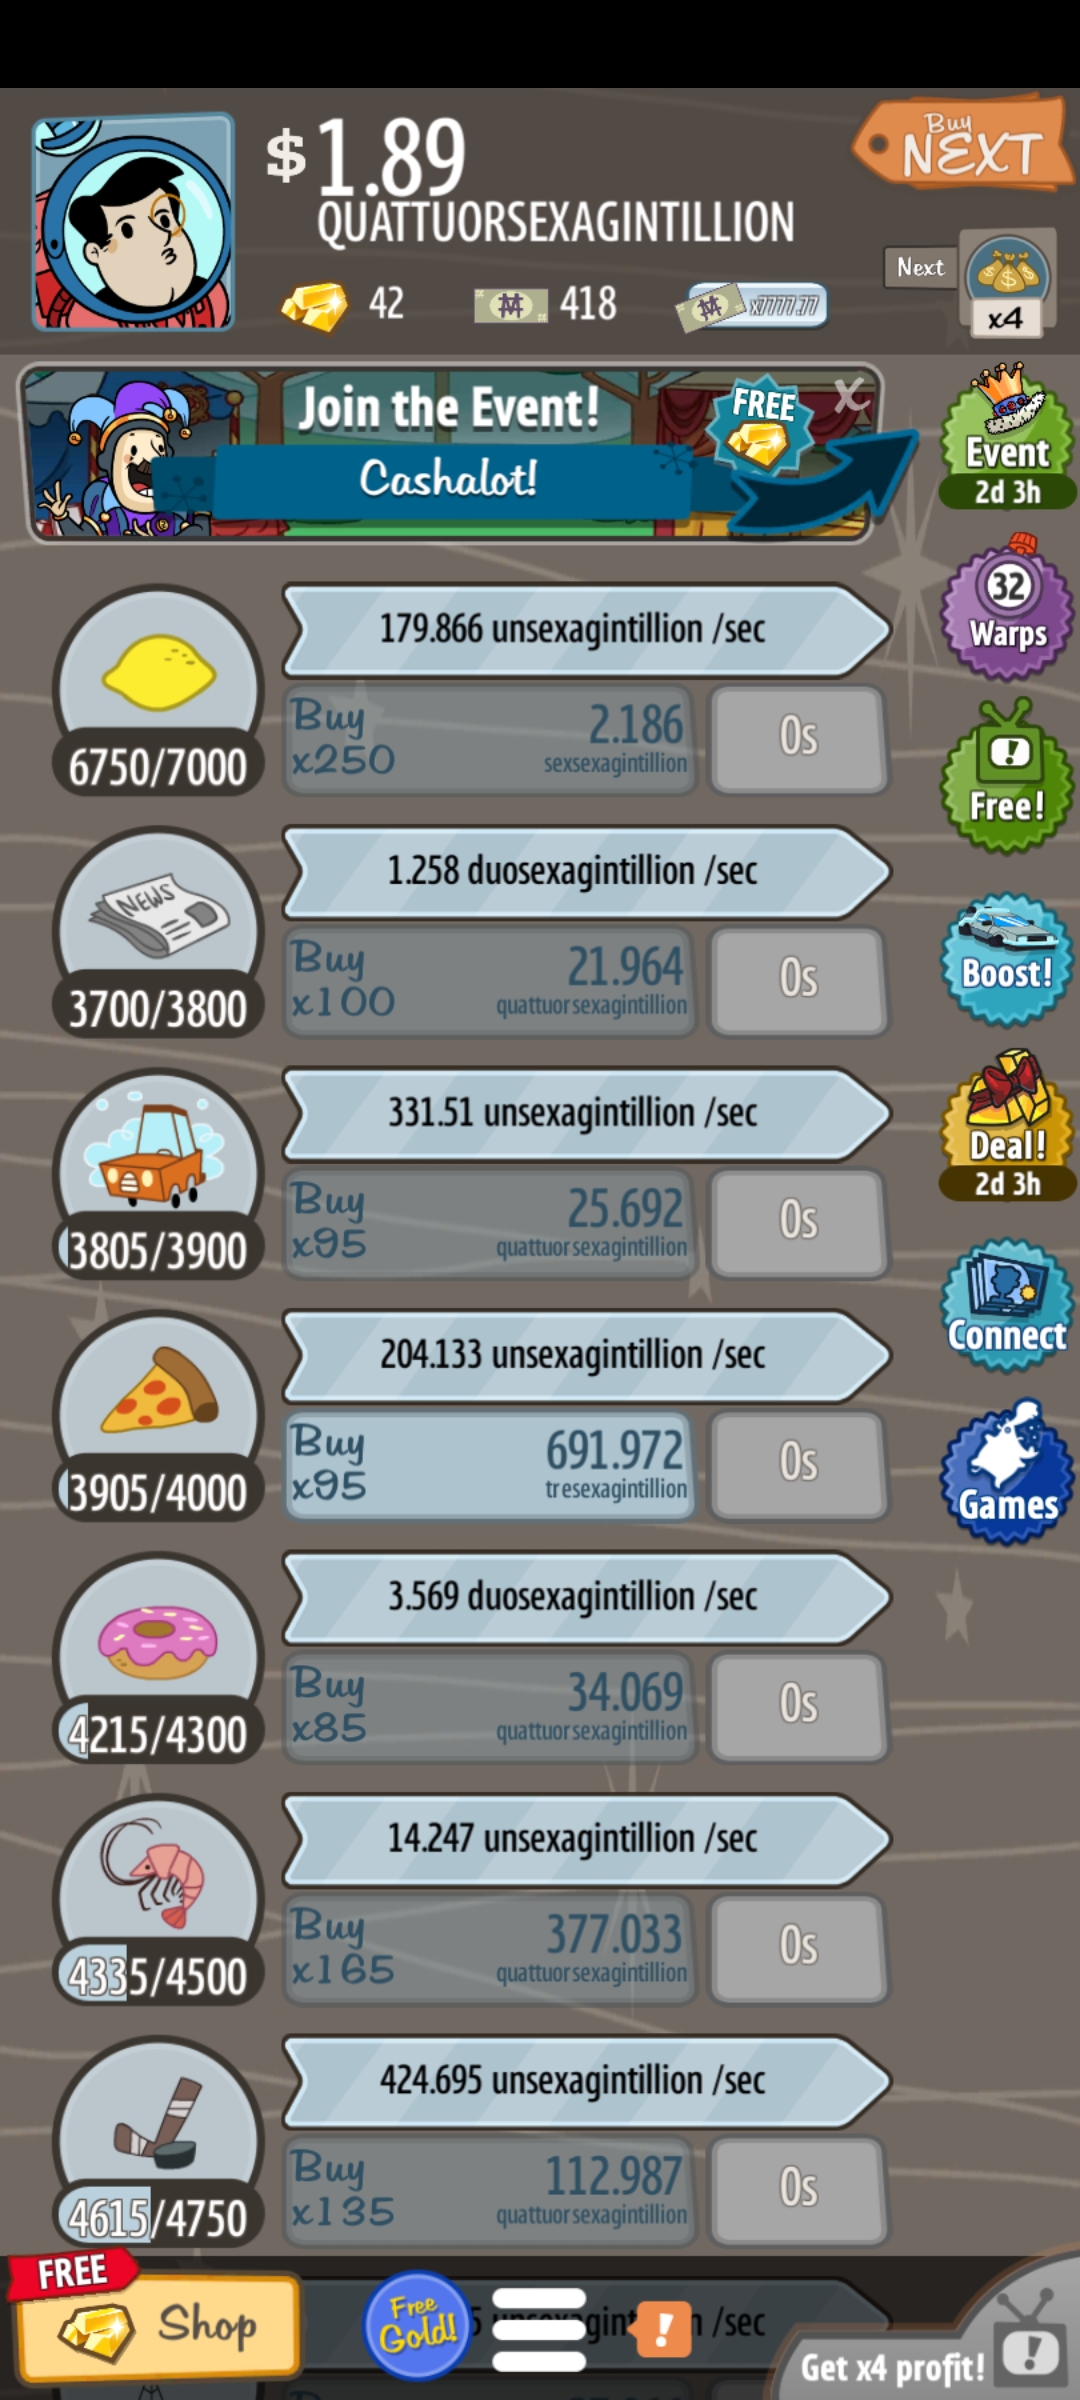 $1.89
QUATTUORSEXAGINTILLION
Buy
NEXT
42
418
x7777.77
Next
x4
Join the Event!
Cashalot!
FREE
X
Event
2d 3h
179.866 unsexagintillion /sec
6750/7000
Buy
x250
2.186
sexsexagintillion
0s
32
Warps
Free!
1.258 duosexagintillion /sec
NEWS
3700/3800
Buy
x100
21.964
quattuorsexagintillion
0s
Boost!
331.51 unsexagintillion /sec
3805/3900
Buy
x95
25.692
quattuorsexagintillion
0s
Deal!
2d 3h
Connect
204.133 unsexagintillion /sec
3905/4000
Buy
x95
691.972
tresexagintillion
0s
Games
3.569 duosexagintillion /sec
4215/4300
Buy
x85
34.069
quattuorsexagintillion
0s
14.247 unsexagintillion /sec
4335/4500
Buy
x165
377.033
quattuorsexagintillion
0s
424.695 unsexagintillion /sec
4615/4750
Buy
x135
112.987
quattuorsexagintillion
0s
FREE
Shop
Free
Gold!
/sec
Get x4 profit!